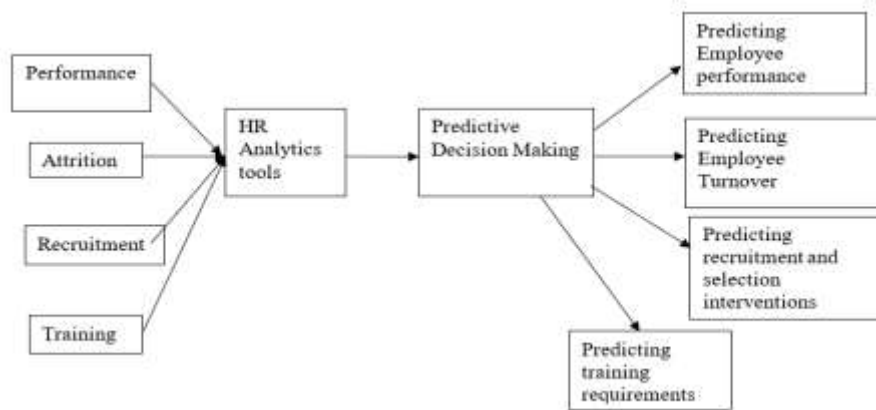 Performance
Attrition
Recruitment
Training
HR
Analytics
tools
Predictive
Decision Making
Predicting
Employee
performance
Predicting
Employee
Turnover
Predicting
recruitment and
selection
interventions
Predicting
training
requirements